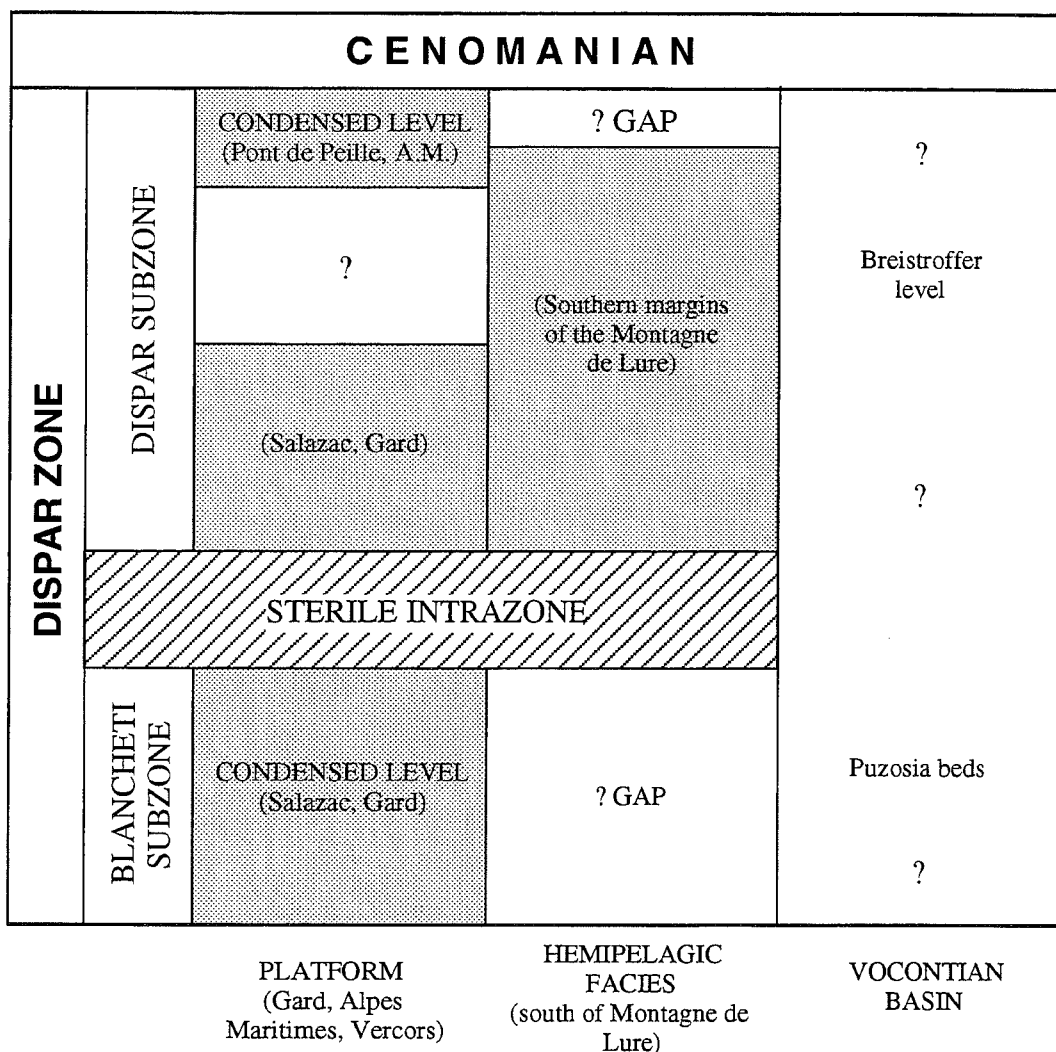 CENOMANIAN
DISPAR ZONE
DISPAR SUBZONE
CONDENSED LEVEL
(Pont de Peille, A.M.)
?
(Salazac, Gard)
? GAP
(Southern margins
of the Montagne
de Lure)
?
Breistroffer
level
?
STERILE INTRAZONE
BLANCHETI
SUBZONE
CONDENSED LEVEL
(Salazac, Gard)
? GAP
Puzosia beds
?
PLATFORM
(Gard, Alpes
Maritimes, Vercors)
HEMIPELAGIC
FACIES
(south of Montagne de
Lure)
VOCONTIAN
BASIN